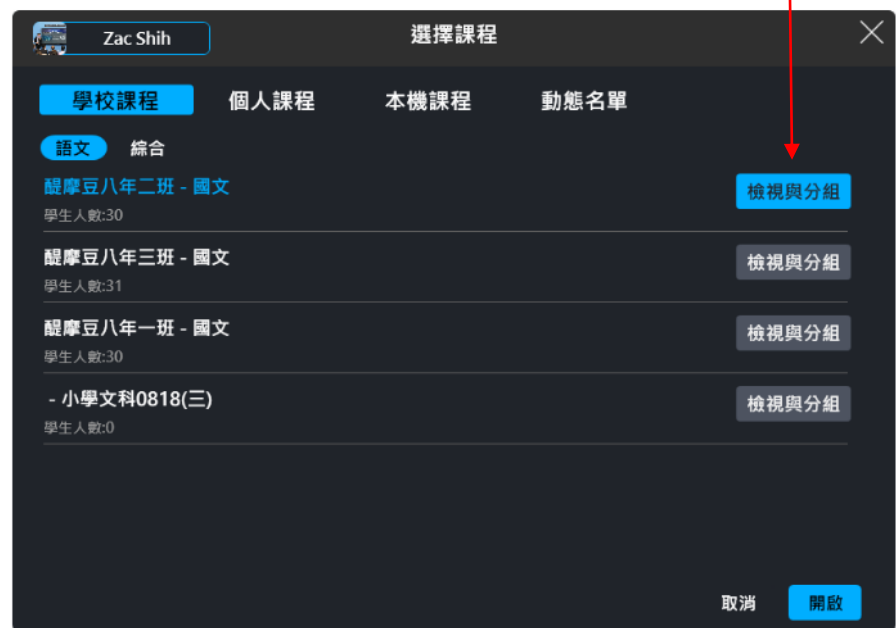 Zac Shih
選擇課程
學校課程 個人課程 本機課程 動態名單
語文 綜合
醍摩豆八年二班 - 國文
檢視與分組
學生人數:30
醍摩豆八年三班 - 國文
檢視與分組
學生人數:31
醍摩豆八年一班 - 國文
檢視與分組
學生人數:30
- 小學文科0818(三)
檢視與分組
學生人數:0
取消 開啟